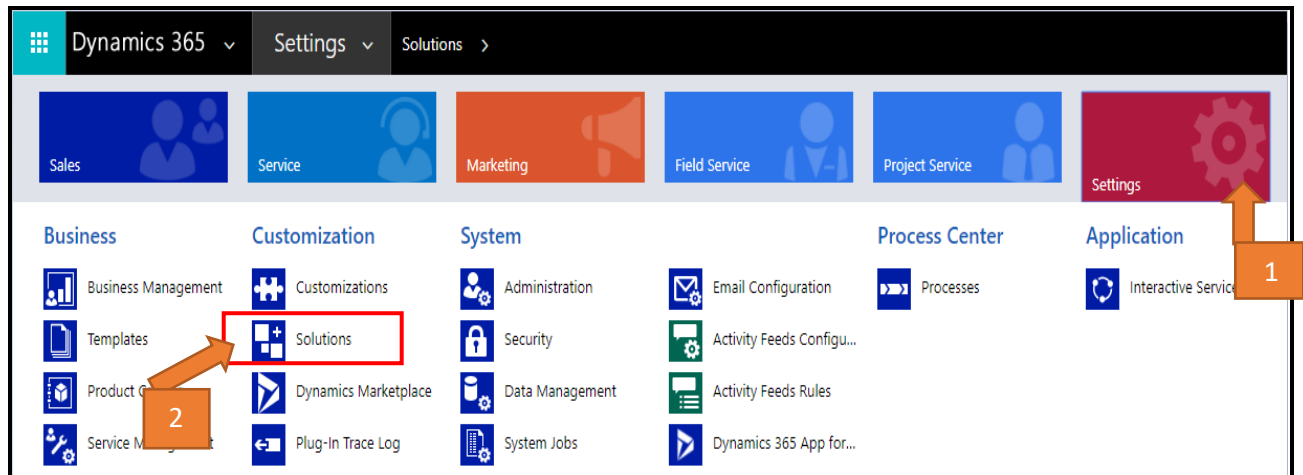 Dynamics 365 Settings Solutions
Sales Service Marketing Field Service Project Service Settings
1
Business Customization System Process Center Application
Business Management Customizations Administration Email Configuration Processes Interactive Service
Templates Solutions Security Activity Feeds Configu...
Product Dynamics Marketplace Data Management Activity Feeds Rules
2
Service Plug-In Trace Log System Jobs Dynamics 365 App for...